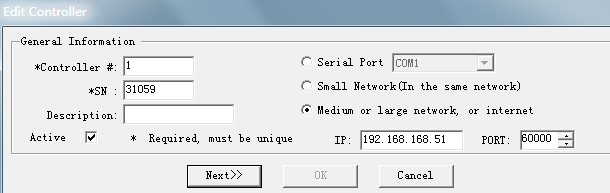 Edit Controller
General Information
*Controller #: 1
*SN : 31059
Description:
Active * Required, must be unique
Serial Port COM1
Small Network(In the same network)
Medium or large network, or internet
IP: 192.168.168.51 PORT: 60000
Next>> OK Cancel